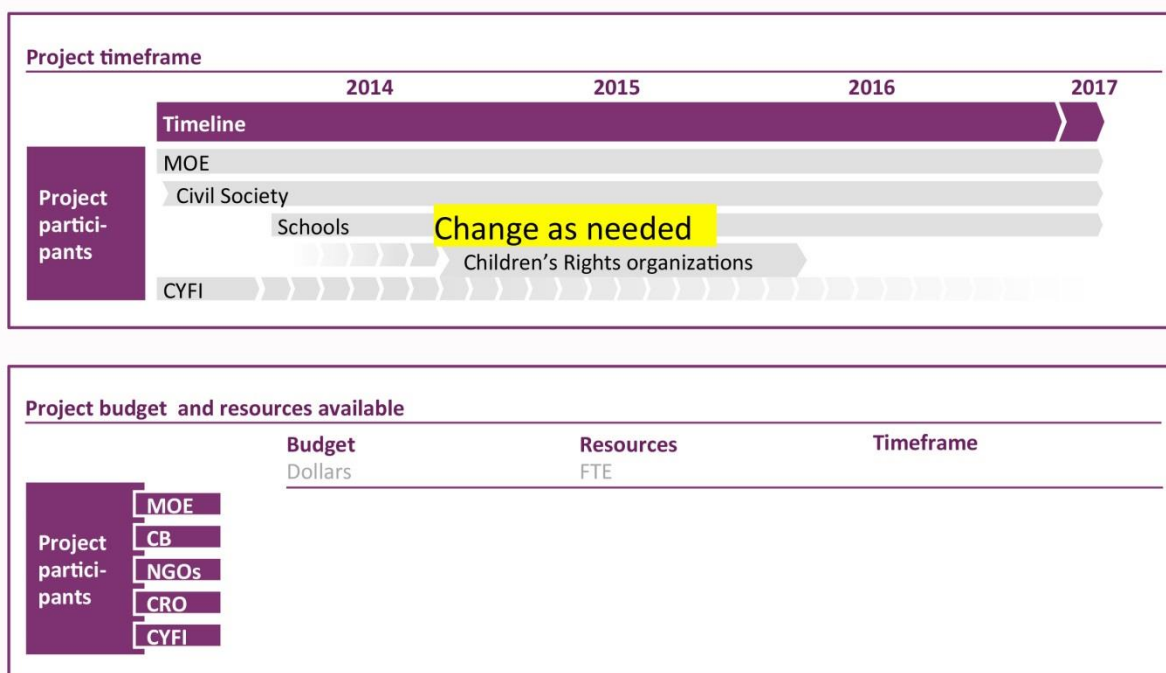 Project timeframe
2014 2015 2016 2017
Timeline
Project
partici-
pants
MOE
Civil Society
Schools
Change as needed
Children's Rights organizations
CYFI
Project budget and resources available
Budget Resources Timeframe
Dollars FTE
Project
partici-
pants
MOE
CB
NGOs
CRO
CYFI